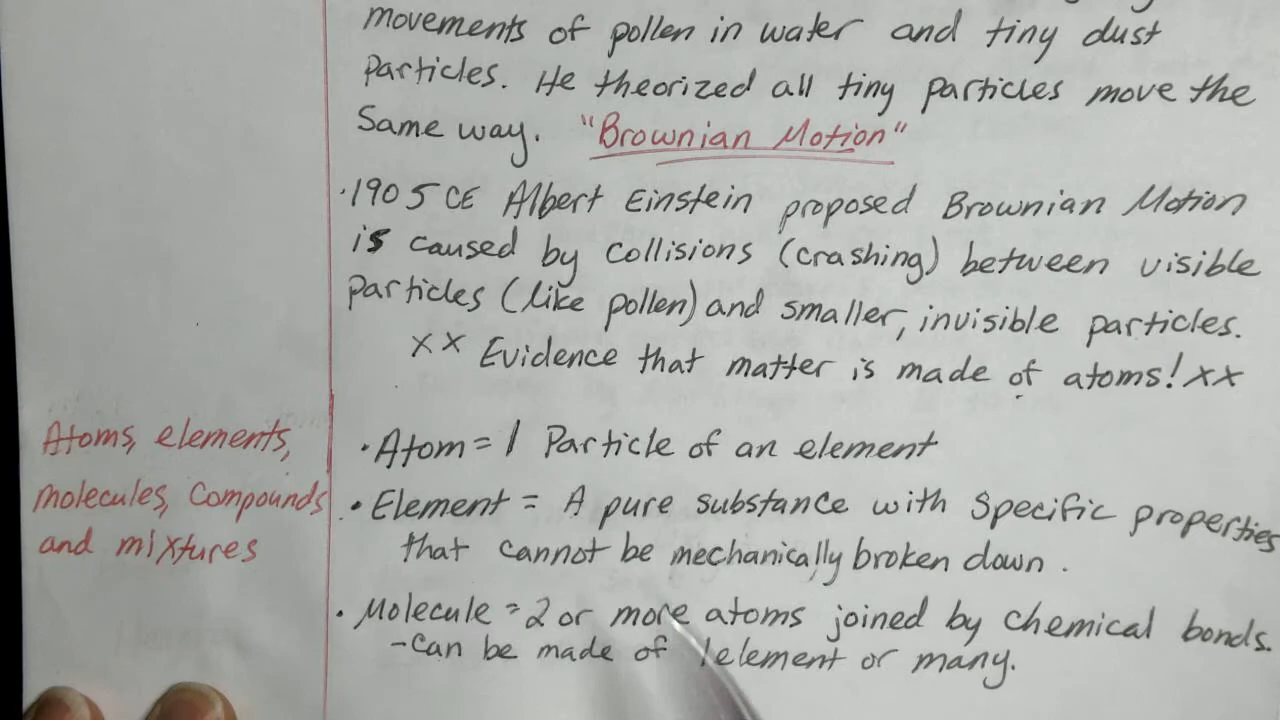 movements of pollen in water and tiny dust
particles. He theorized all tiny particles move the
Same way. "Brownian Motion"
·1905 CE Albert Einstein proposed Brownian Motion
is caused by collisions (crashing) between visible
particles (like pollen) and smaller, invisible particles.
xx Evidence that matter is made of atoms! xx
Atoms, elements,
molecules, Compounds
and mixtures
·Atom = 1 Particle of an element
·Element = A pure substance with Specific properties
that cannot be mechanically broken down.
·Molecule = 2 or more atoms joined by chemical bonds.
-Can be made of 1 element or many.